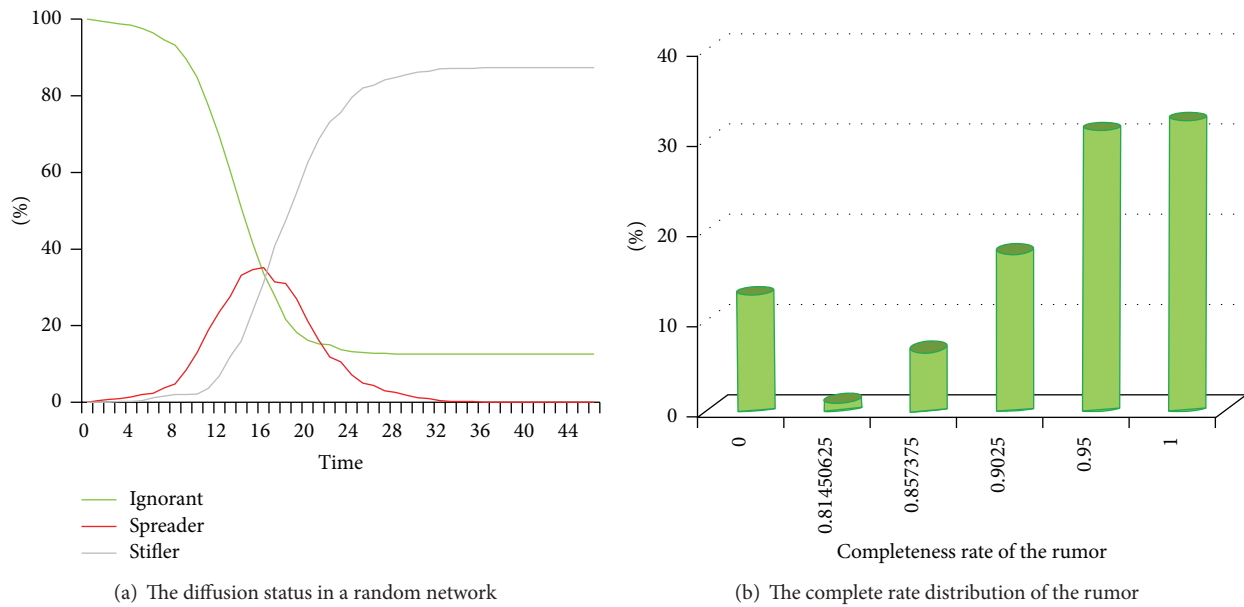 100
80
60
40
20
0
(%)
0 4 8 12 16 20 24 28 32 36 40 44
Time
Ignorant
Spreader
Stifler
(a) The diffusion status in a random network
40
30
20
10
0
(%)
0
0.81450625
0.857375
0.9025
0.95
1
Completeness rate of the rumor
(b) The complete rate distribution of the rumor